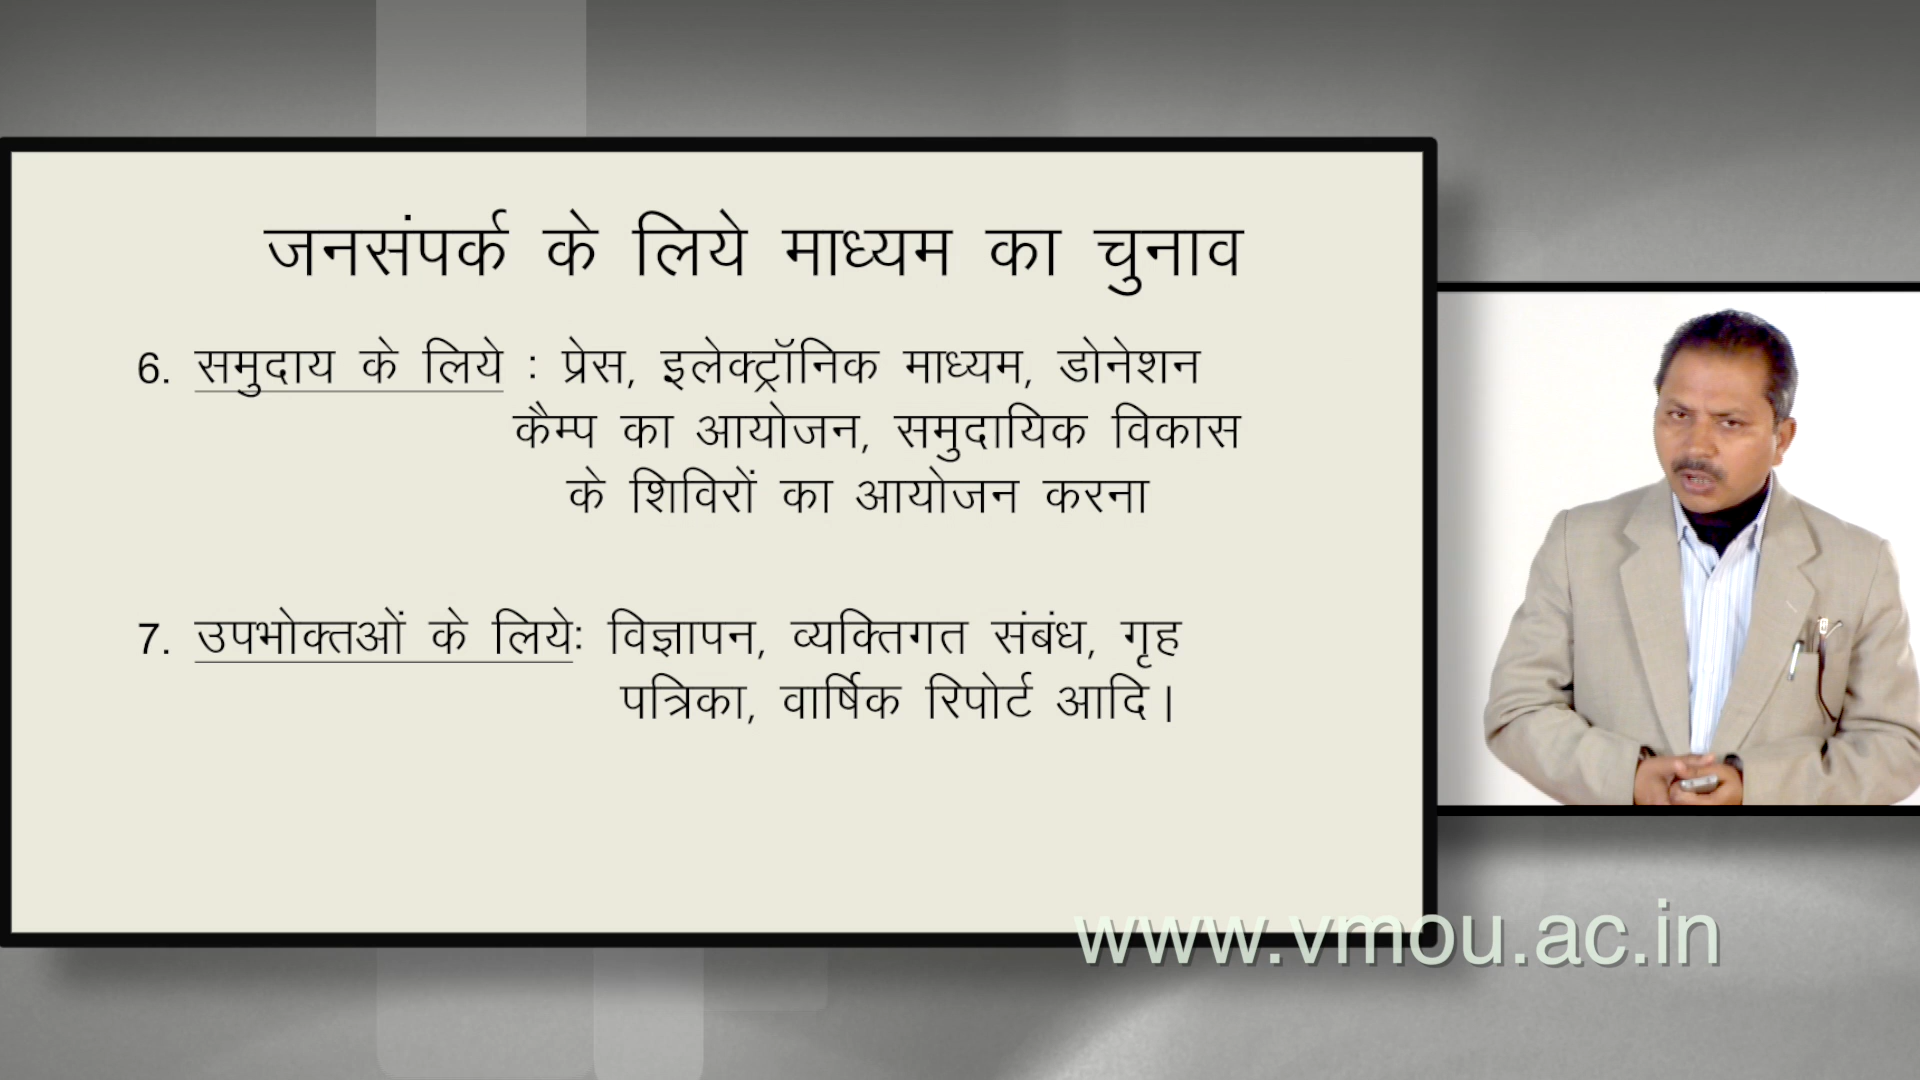 जनसंपर्क के लिये माध्यम का चुनाव
6. समुदाय के लिये : प्रेस, इलेक्ट्रॉनिक माध्यम, डोनेशन
कैम्प का आयोजन, समुदायिक विकास
के शिविरों का आयोजन करना
7. उपभोक्तओं के लिये: विज्ञापन, व्यक्तिगत संबंध, गृह
पत्रिका, वार्षिक रिपोर्ट आदि।
www.vmou.ac.in